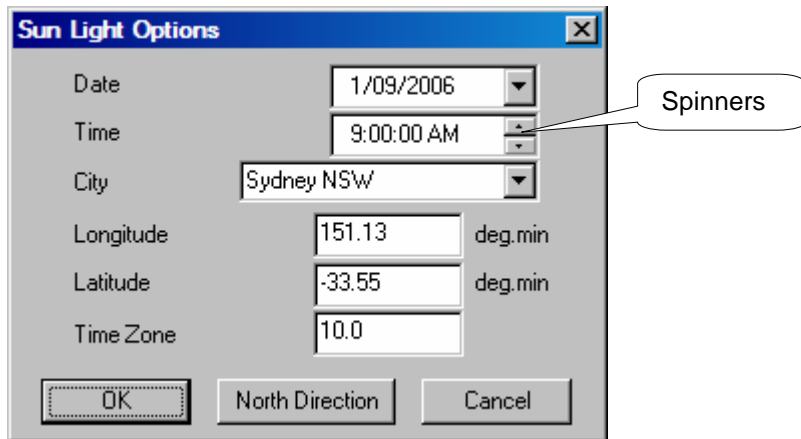 Sun Light Options
Date 1/09/2006
Spinners
Time 9:00:00 AM
City Sydney NSW
Longitude 151.13 deg.min
Latitude -33.55 deg.min
Time Zone 10.0
OK North Direction Cancel